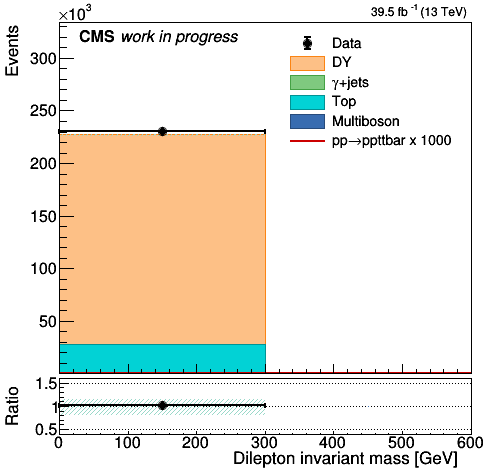 ×10³
39.5 fb⁻¹ (13 TeV)
CMS work in progress
Events
300
250
200
150
100
50
Data
DY
γ+jets
Top
Multiboson
pp→ppttbar x 1000
Ratio
1.5
1
0.5
0 100 200 300 400 500 600
Dilepton invariant mass [GeV]